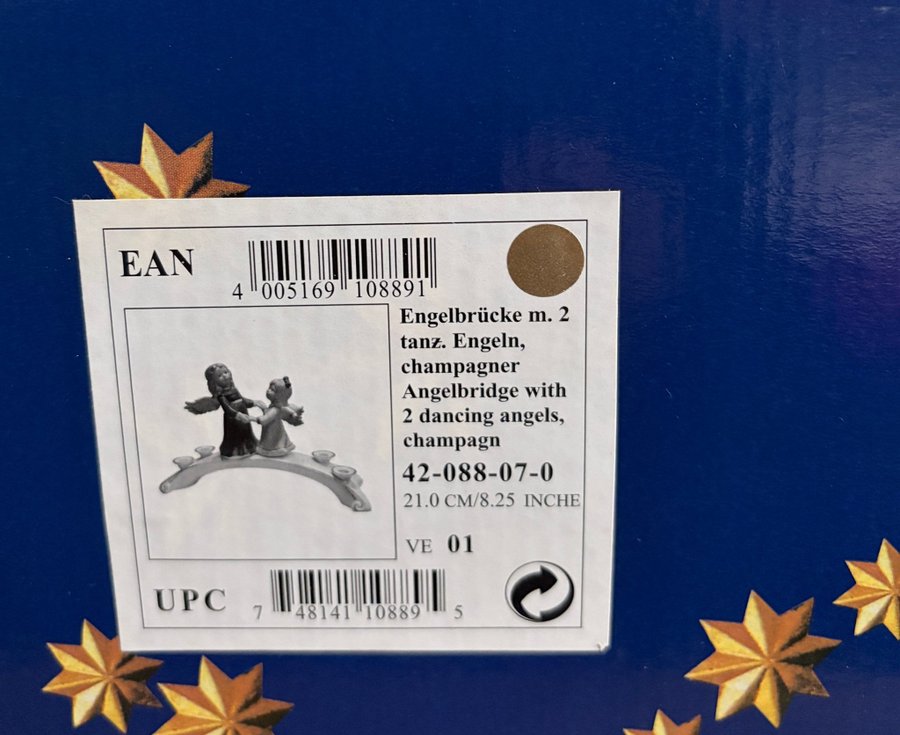 EAN
4 005169 108891
Engelbrücke m. 2
tanz. Engeln,
champagner
Angelbridge with
2 dancing angels,
champagn
42-088-07-0
21.0 CM/8.25 INCHE
VE 01
UPC
7 48141 10889 5